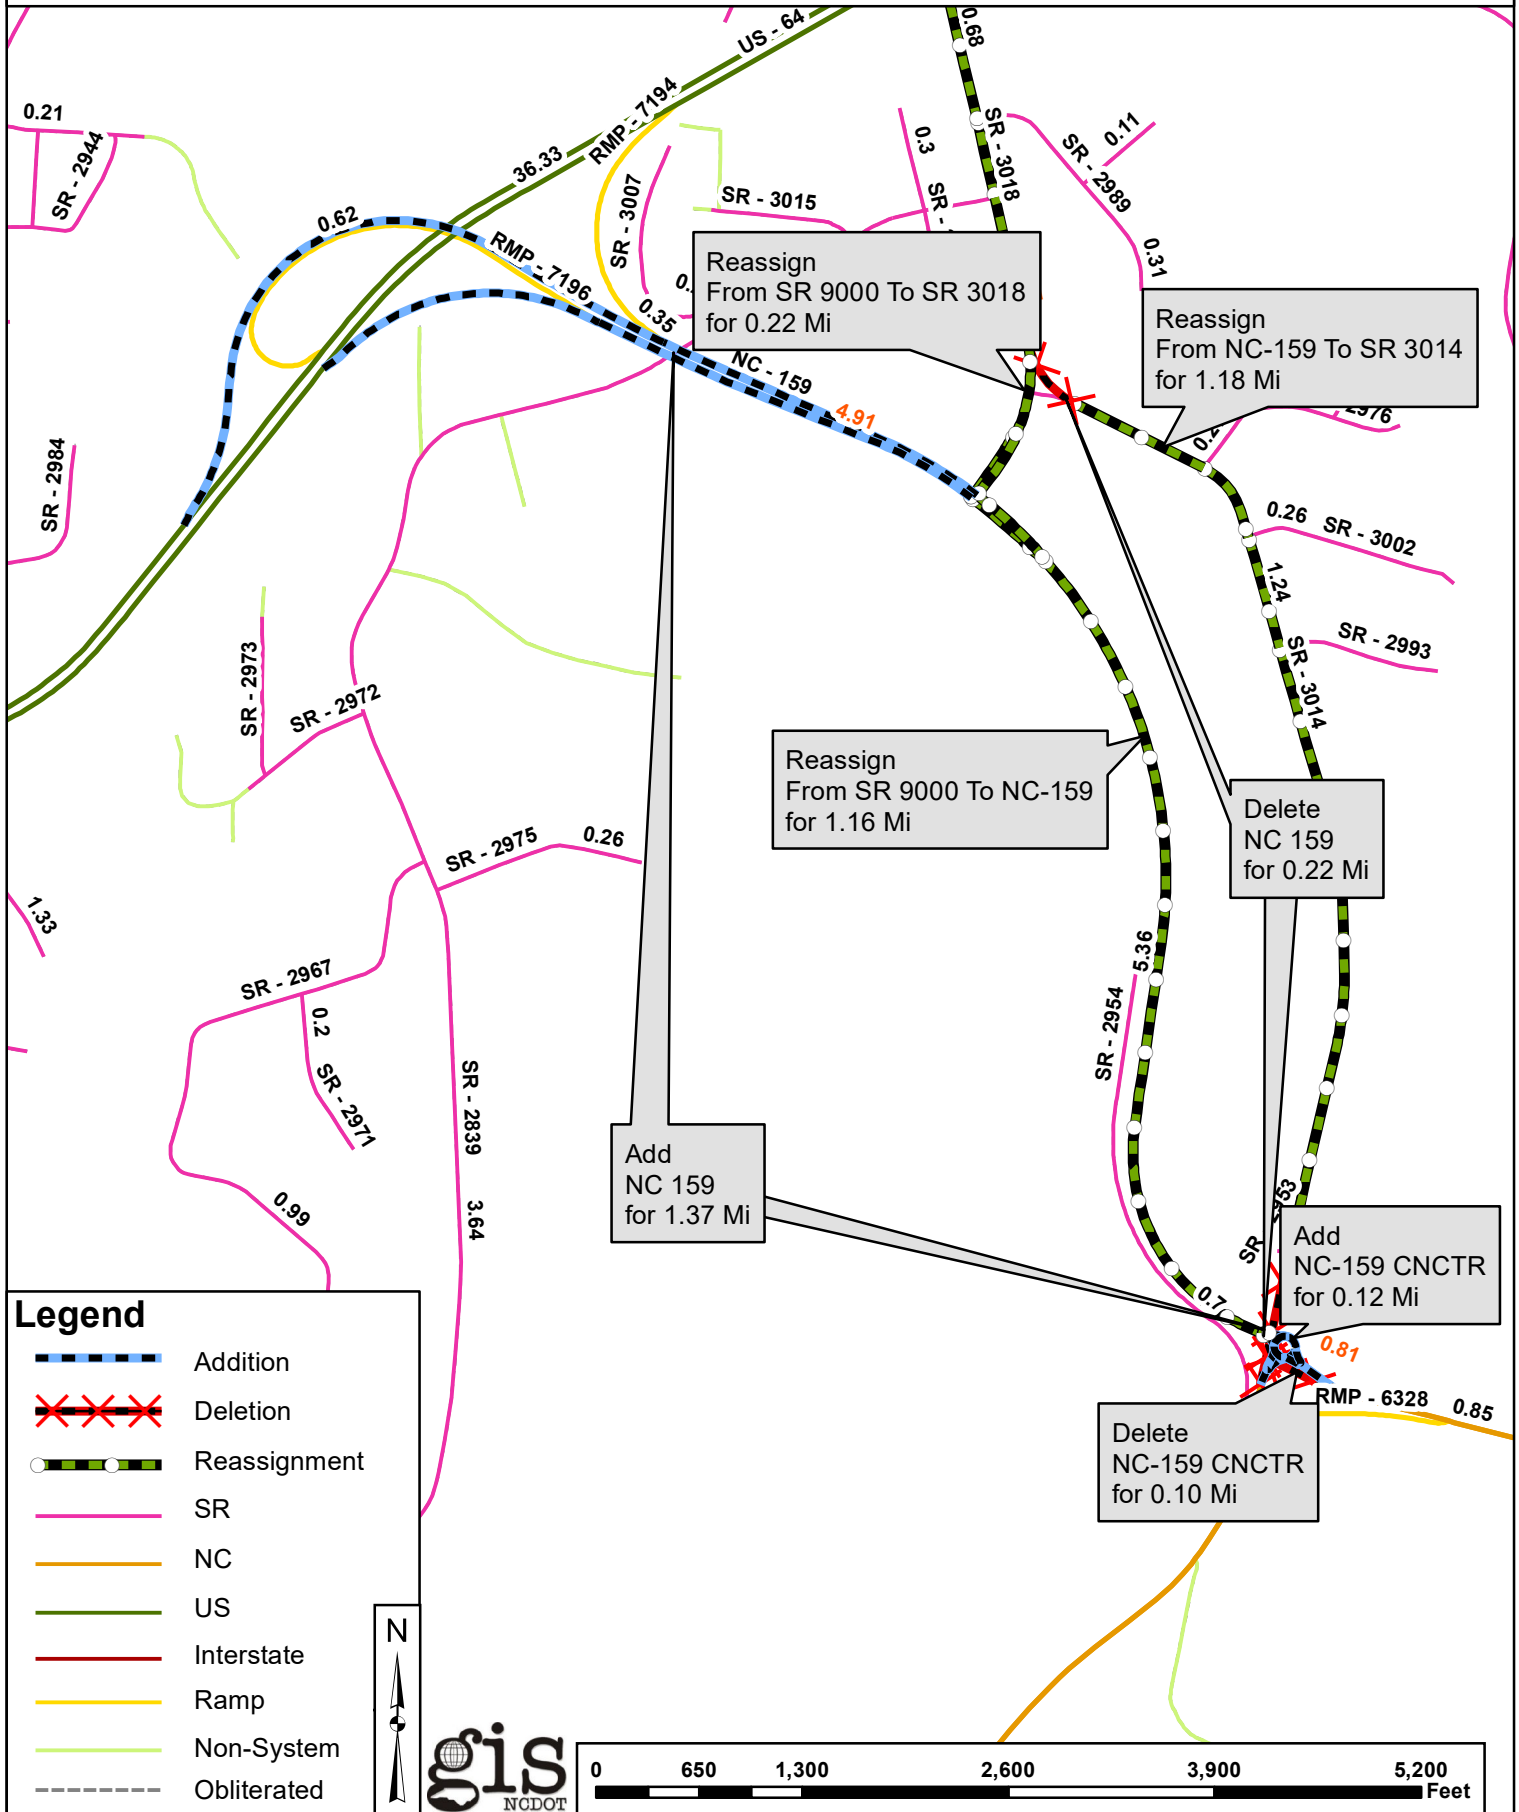 US - 64
0.68
RMP - 7194
0.21
SR - 2944
36.33
0.3
SR - 3018
0.11
SR - 2989
SR - 3015
SR -
0.62
RMP - 7196
SR - 3007
0.31
0.35
Reassign
From SR 9000 To SR 3018
for 0.22 Mi
Reassign
From NC-159 To SR 3014
for 1.18 Mi
NC - 159
4.91
2976
SR - 2984
0.26 SR - 3002
1.24
SR - 2993
SR - 3014
SR - 2973
SR - 2972
Reassign
From SR 9000 To NC-159
for 1.16 Mi
Delete
NC 159
for 0.22 Mi
SR - 2975
0.26
1.33
5.36
SR - 2954
SR - 2967
0.2
SR - 2971
SR - 2839
3.64
0.99
Add
NC 159
for 1.37 Mi
SR
953
0.7
Add
NC-159 CNCTR
for 0.12 Mi
0.81
RMP - 6328
0.85
Delete
NC-159 CNCTR
for 0.10 Mi
Legend
Addition
Deletion
Reassignment
SR
NC
US
Interstate
Ramp
Non-System
Obliterated
N
gis
NCDOT
0 650 1,300 2,600 3,900 5,200
Feet